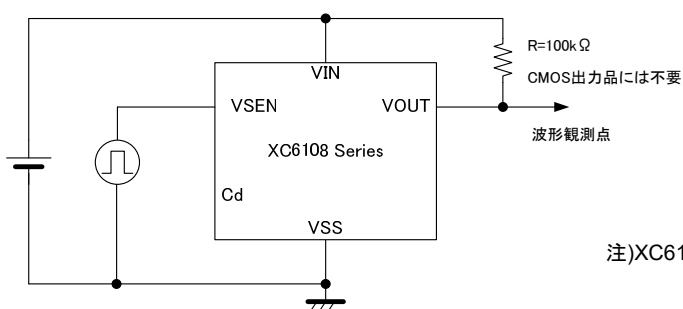 R=100kΩ
CMOS出力品には不要
VIN
VSEN
VOUT
波形観測点
XC6108 Series
Cd
VSS
注)XC61